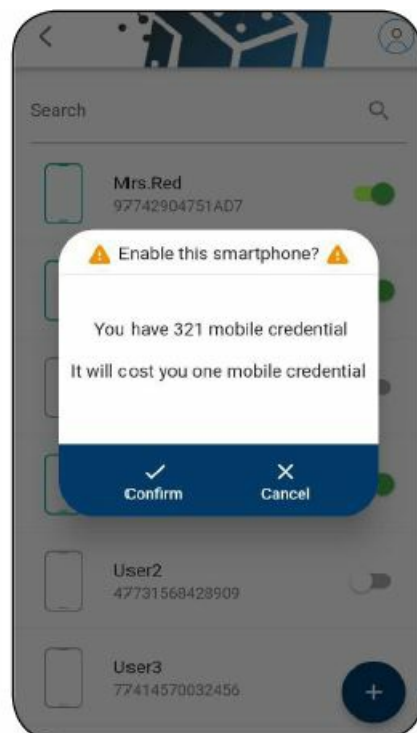 Search
Mrs.Red
97742904751AD7
Enable this smartphone?
You have 321 mobile credential
It will cost you one mobile credential
Confirm
Cancel
User2
47731568428909
User3
77414570032456